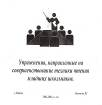 Упражнения, направленные на
совершенствование техники чтения
младших школьников.